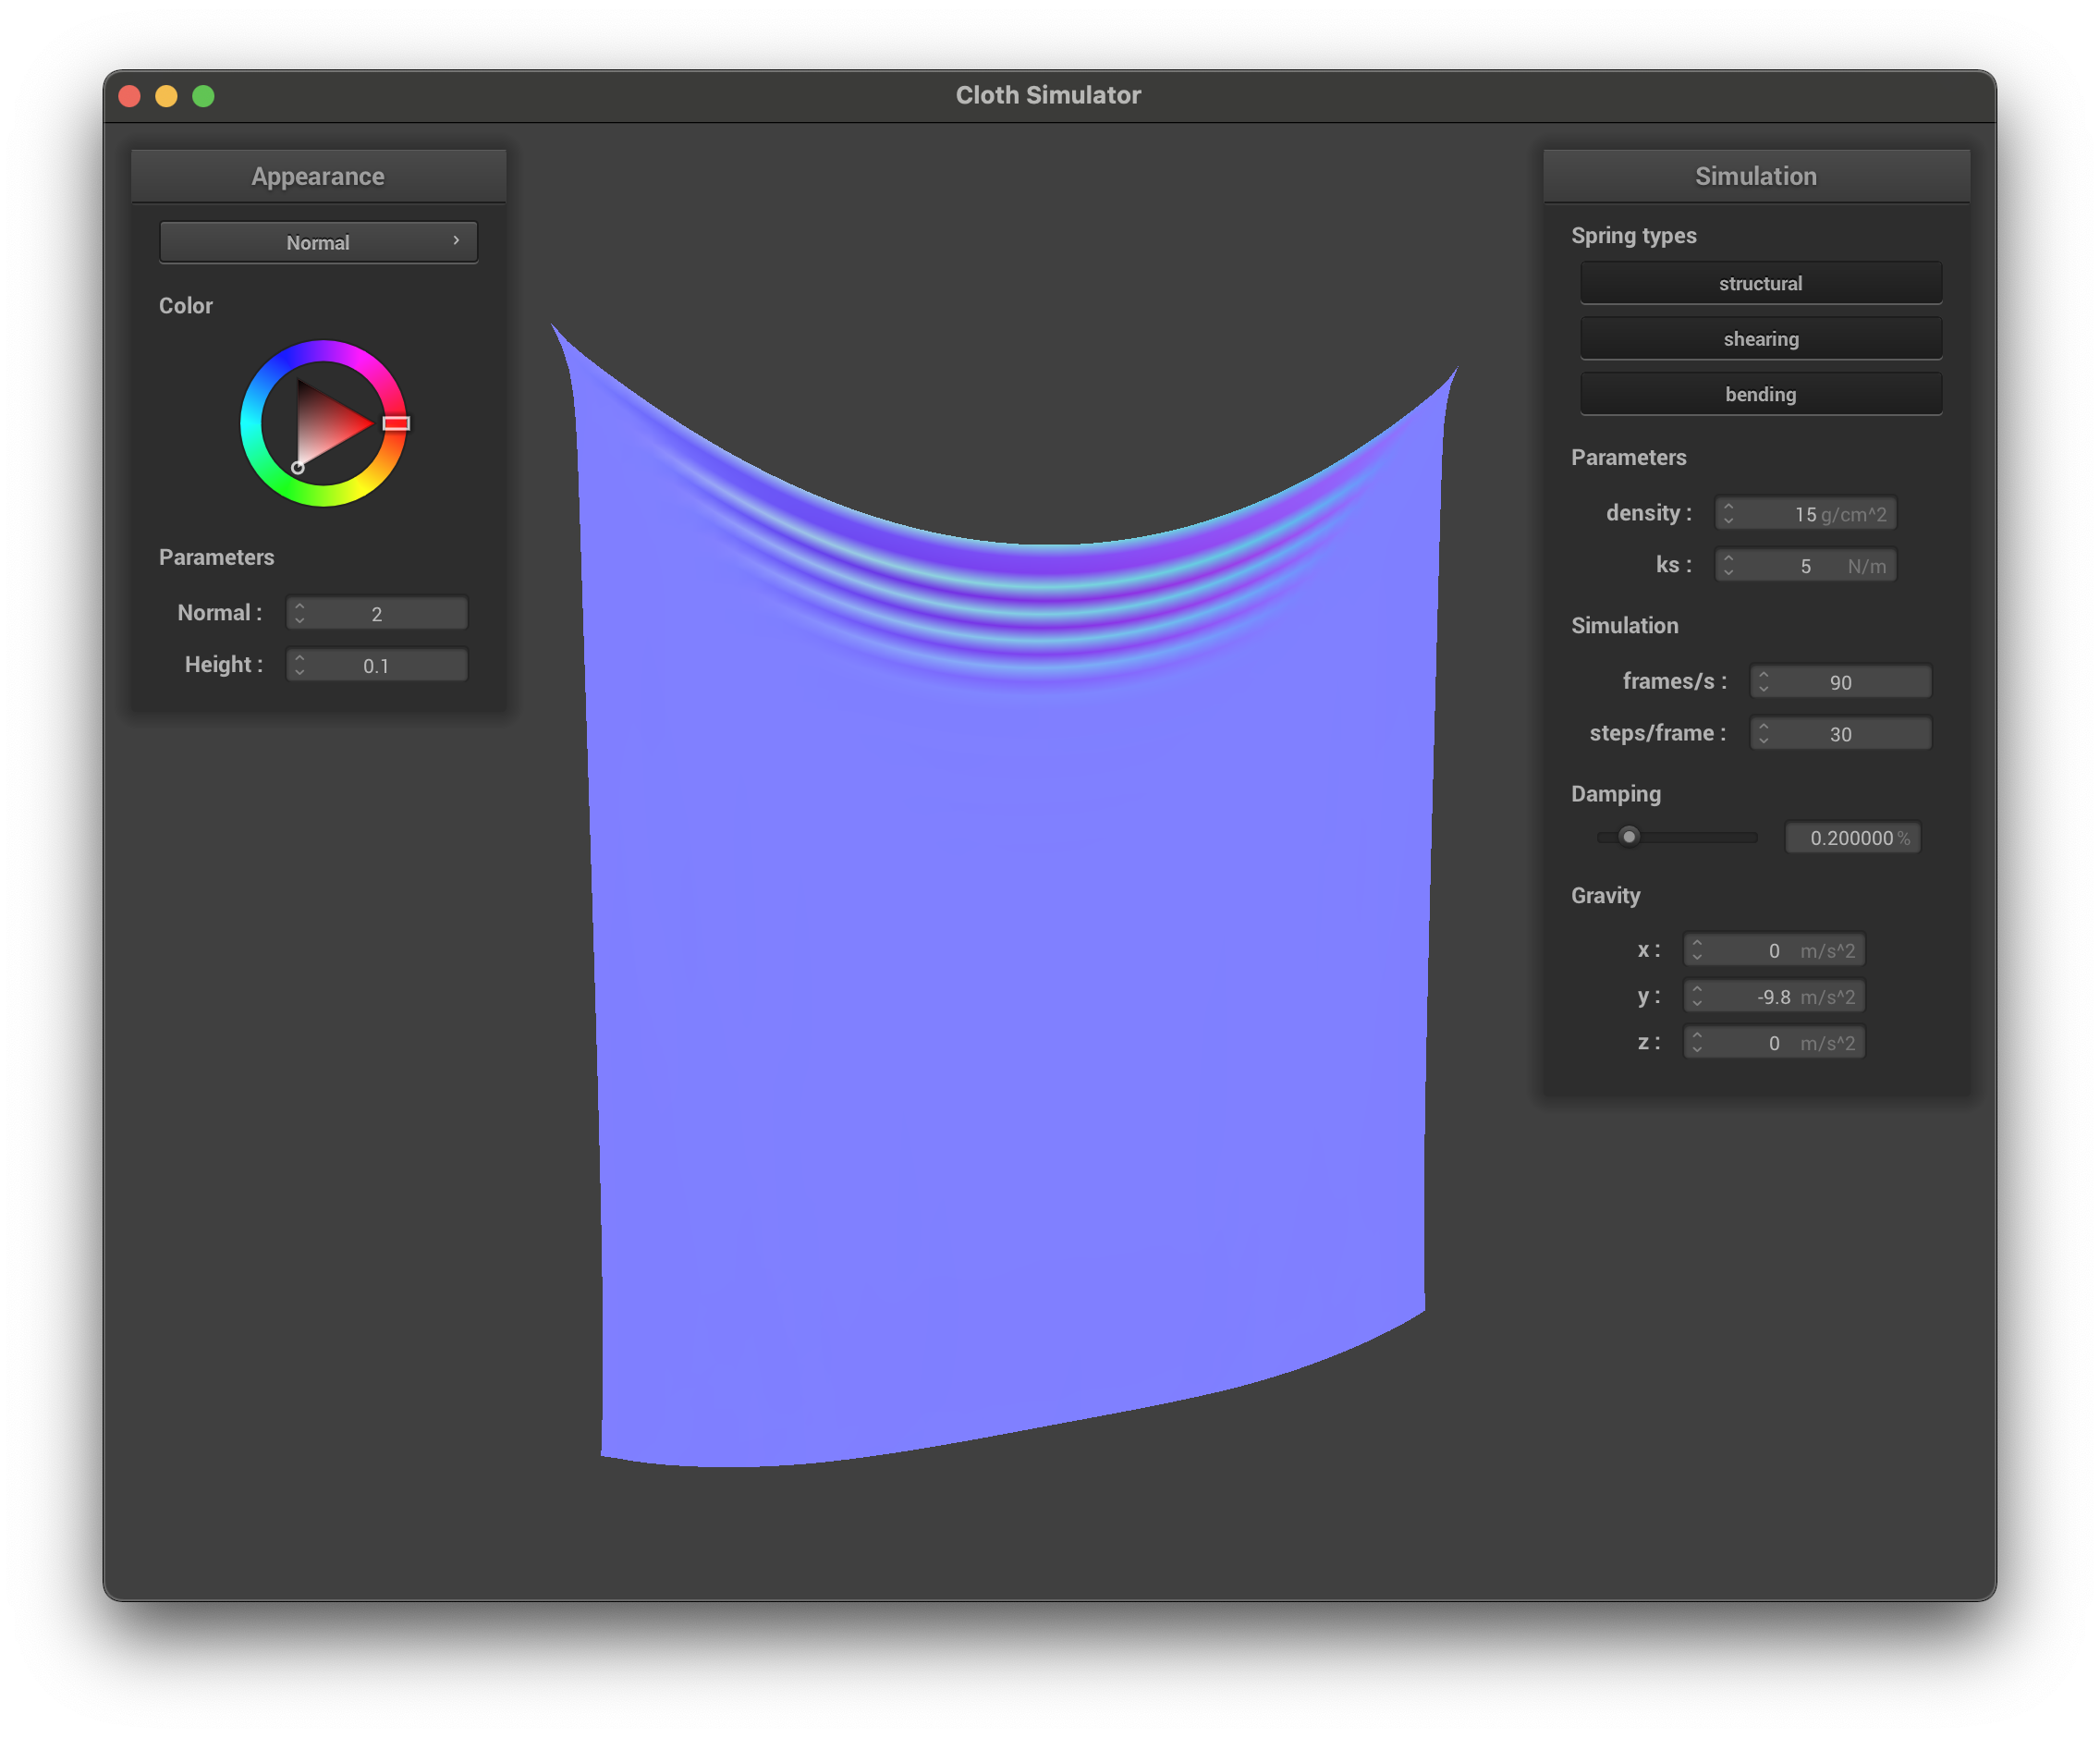 Cloth Simulator
Appearance
Normal
Color
Parameters
Normal : 2
Height : 0.1
Simulation
Spring types
structural
shearing
bending
Parameters
density : 15 g/cm^2
ks : 5 N/m
Simulation
frames/s : 90
steps/frame : 30
Damping
0.200000 %
Gravity
x : 0 m/s^2
y : -9.8 m/s^2
z : 0 m/s^2